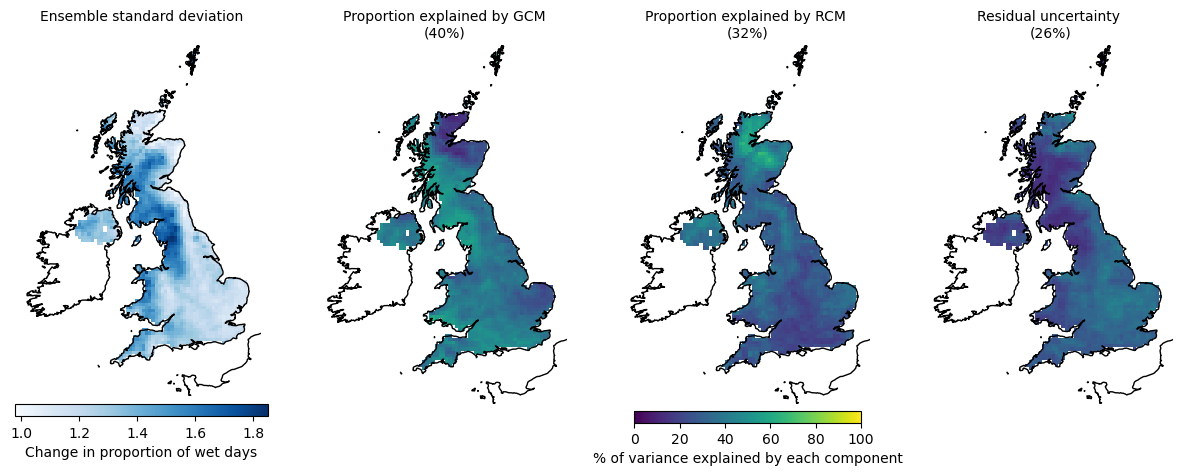 Ensemble standard deviation
Proportion explained by GCM
(40%)
Proportion explained by RCM
(32%)
Residual uncertainty
(26%)
1.0 1.2 1.4 1.6 1.8
Change in proportion of wet days
0 20 40 60 80 100
% of variance explained by each component